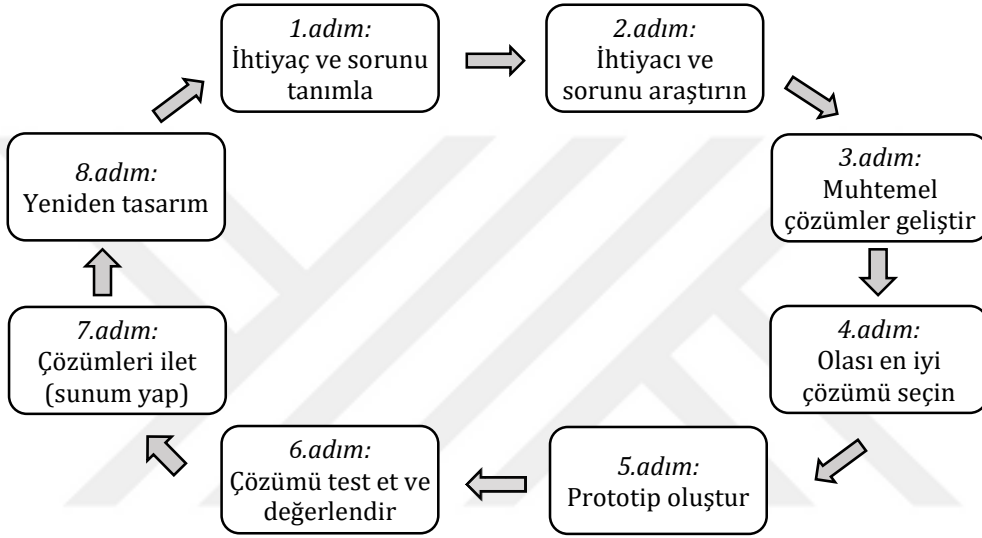 1.adım:
İhtiyaç ve sorunu
tanımla
2.adım:
İhtiyacı ve
sorunu araştırın
3.adım:
Muhtemel
çözümler geliştir
4.adım:
Olası en iyi
çözümü seçin
5.adım:
Prototip oluştur
6.adım:
Çözümü test et ve
değerlendir
7.adım:
Çözümleri ilet
(sunum yap)
8.adım:
Yeniden tasarım